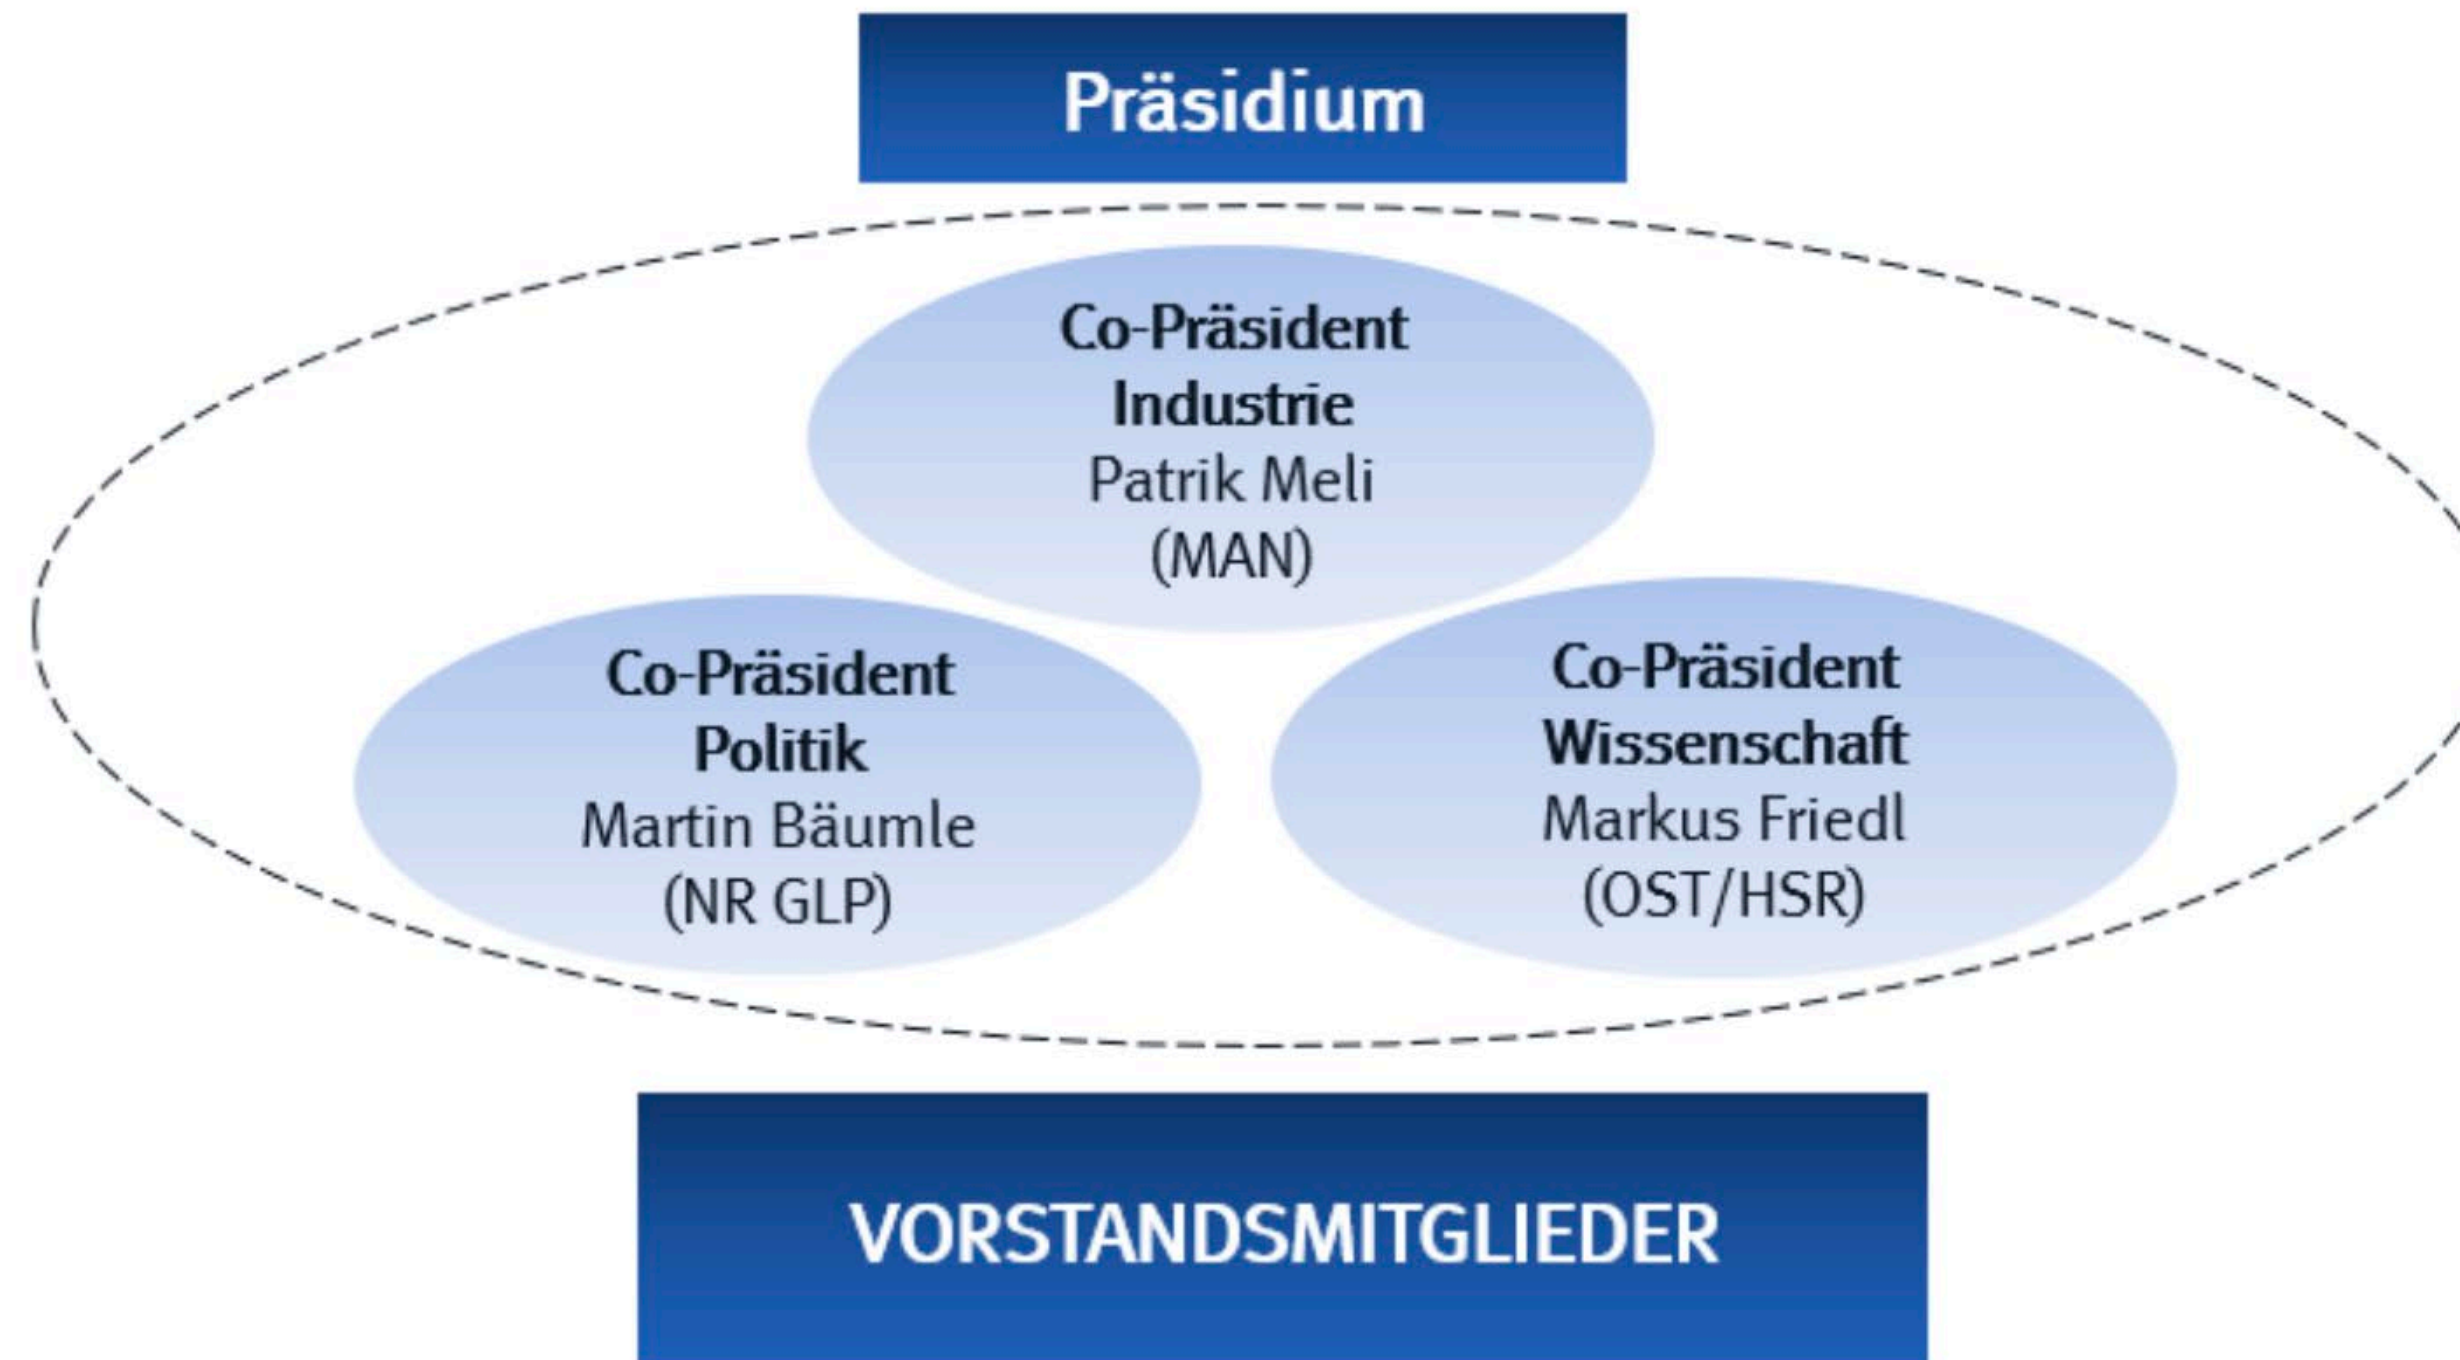 Präsidium
Co-Präsident
Industrie
Patrik Meli
(MAN)
Co-Präsident
Politik
Martin Bäumle
(NR GLP)
Co-Präsident
Wissenschaft
Markus Friedl
(OST/HSR)
VORSTANDSMITGLIEDER